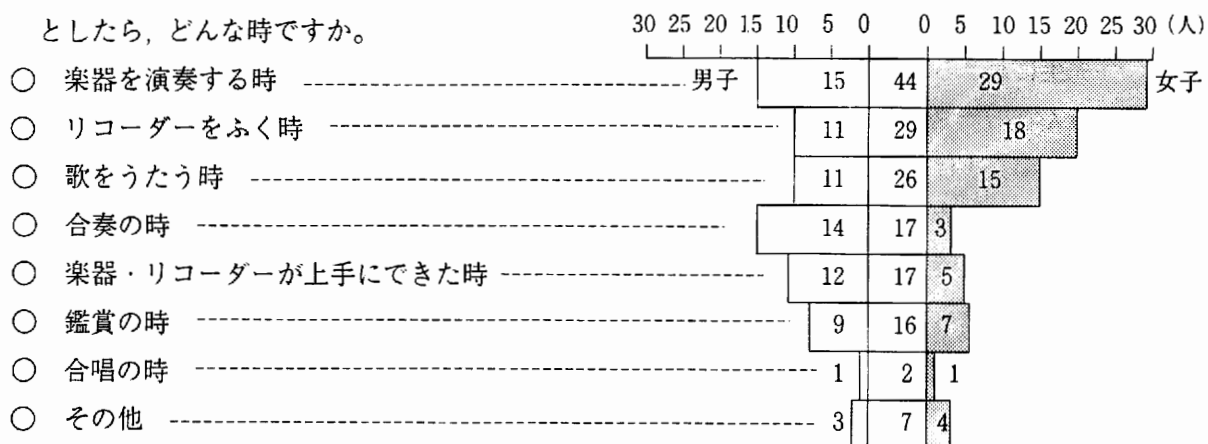 としたら，どんな時ですか。
30 25 20 15 10 5 0 0 5 10 15 20 25 30（人）
○ 楽器を演奏する時 男子 15 44 29 女子
○ リコーダーをふく時 11 29 18
○ 歌をうたう時 11 26 15
○ 合奏の時 14 17 3
○ 楽器・リコーダーが上手にできた時 12 17 5
○ 鑑賞の時 9 16 7
○ 合唱の時 1 2 1
○ その他 3 7 4